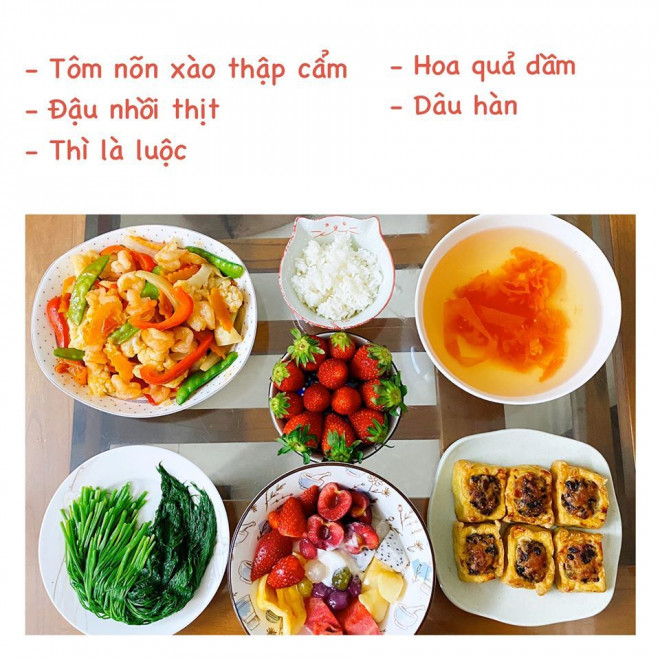 - Tôm nõn xào thập cẩm
- Đậu nhồi thịt
- Thì là luộc
- Hoa quả dầm
- Dâu hàn